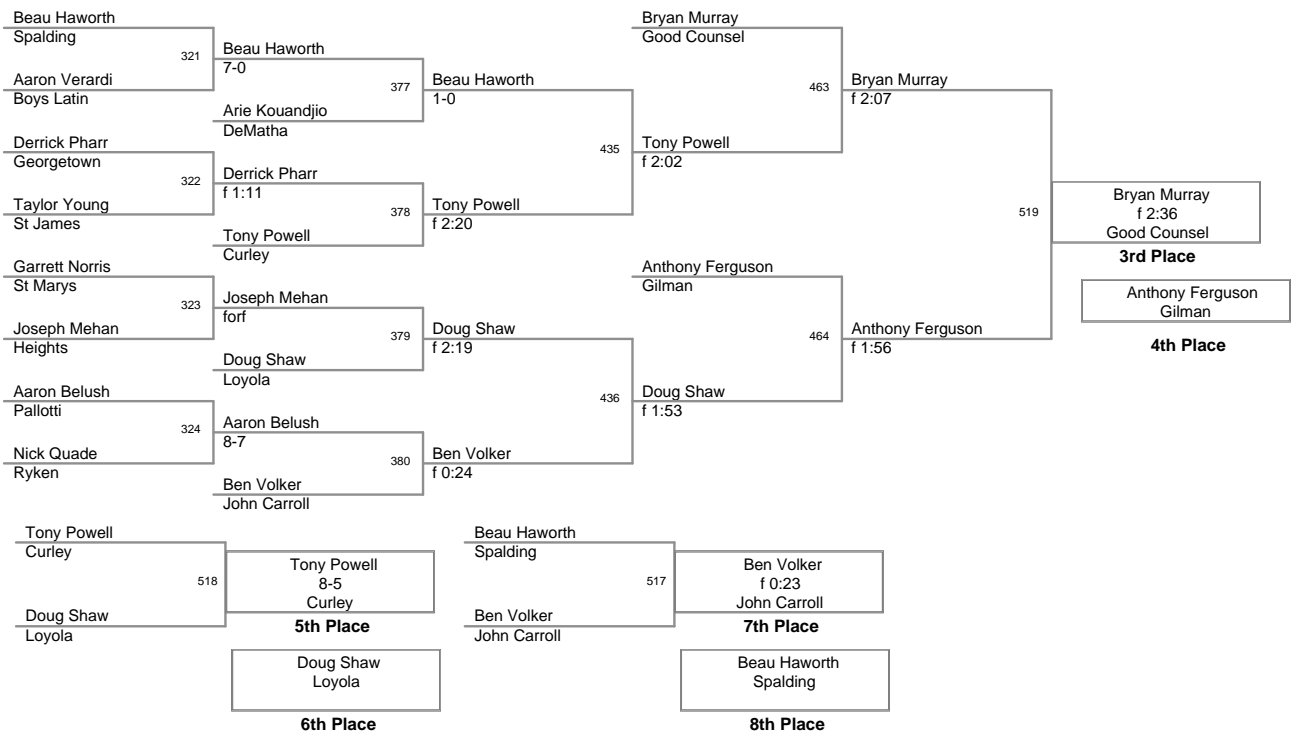 Beau Haworth
Spalding
321
Aaron Verardi
Boys Latin
Derrick Pharr
Georgetown
322
Taylor Young
St James
Garrett Norris
St Marys
323
Joseph Mehan
Heights
Aaron Belush
Pallotti
324
Nick Quade
Ryken
Beau Haworth
7-0
377
Arie Kouandjio
DeMatha
Derrick Pharr
f 1:11
378
Tony Powell
Curley
Joseph Mehan
forf
379
Doug Shaw
Loyola
Aaron Belush
8-7
380
Ben Volker
John Carroll
Beau Haworth
1-0
435
Tony Powell
f 2:20
Doug Shaw
f 2:19
436
Ben Volker
f 0:24
Bryan Murray
Good Counsel
463
Tony Powell
f 2:02
Anthony Ferguson
Gilman
464
Doug Shaw
f 1:53
Bryan Murray
f 2:07
519
Anthony Ferguson
f 1:56
Bryan Murray
f 2:36
Good Counsel
3rd Place
Anthony Ferguson
Gilman
4th Place
Tony Powell
Curley
518
Doug Shaw
Loyola
Tony Powell
8-5
Curley
5th Place
Doug Shaw
Loyola
6th Place
Beau Haworth
Spalding
517
Ben Volker
John Carroll
Ben Volker
f 0:23
John Carroll
7th Place
Beau Haworth
Spalding
8th Place